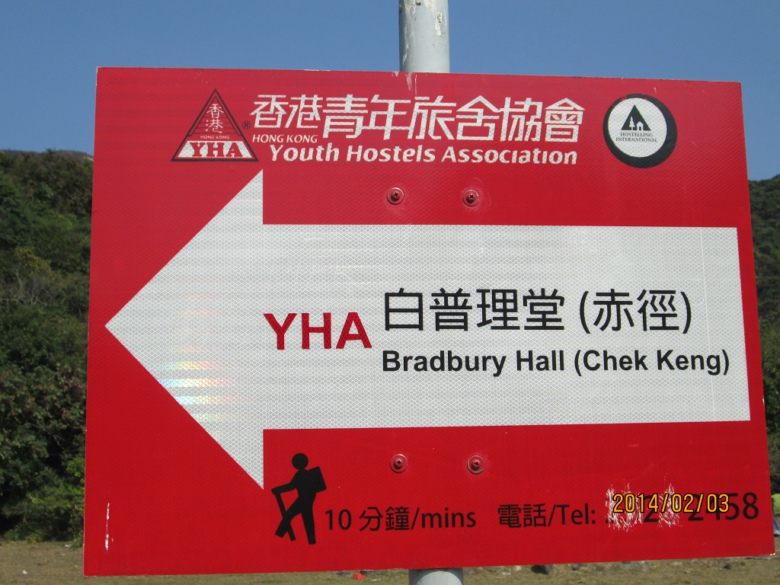 香港青年旅舍協會
HONG KONG Youth Hostels Association
香港
HONG KONG
YHA
HOSTELLING
INTERNATIONAL
YHA
白普理堂 (赤徑)
Bradbury Hall (Chek Keng)
10 分鐘/mins 電話/Tel: 2458
2014/02/03